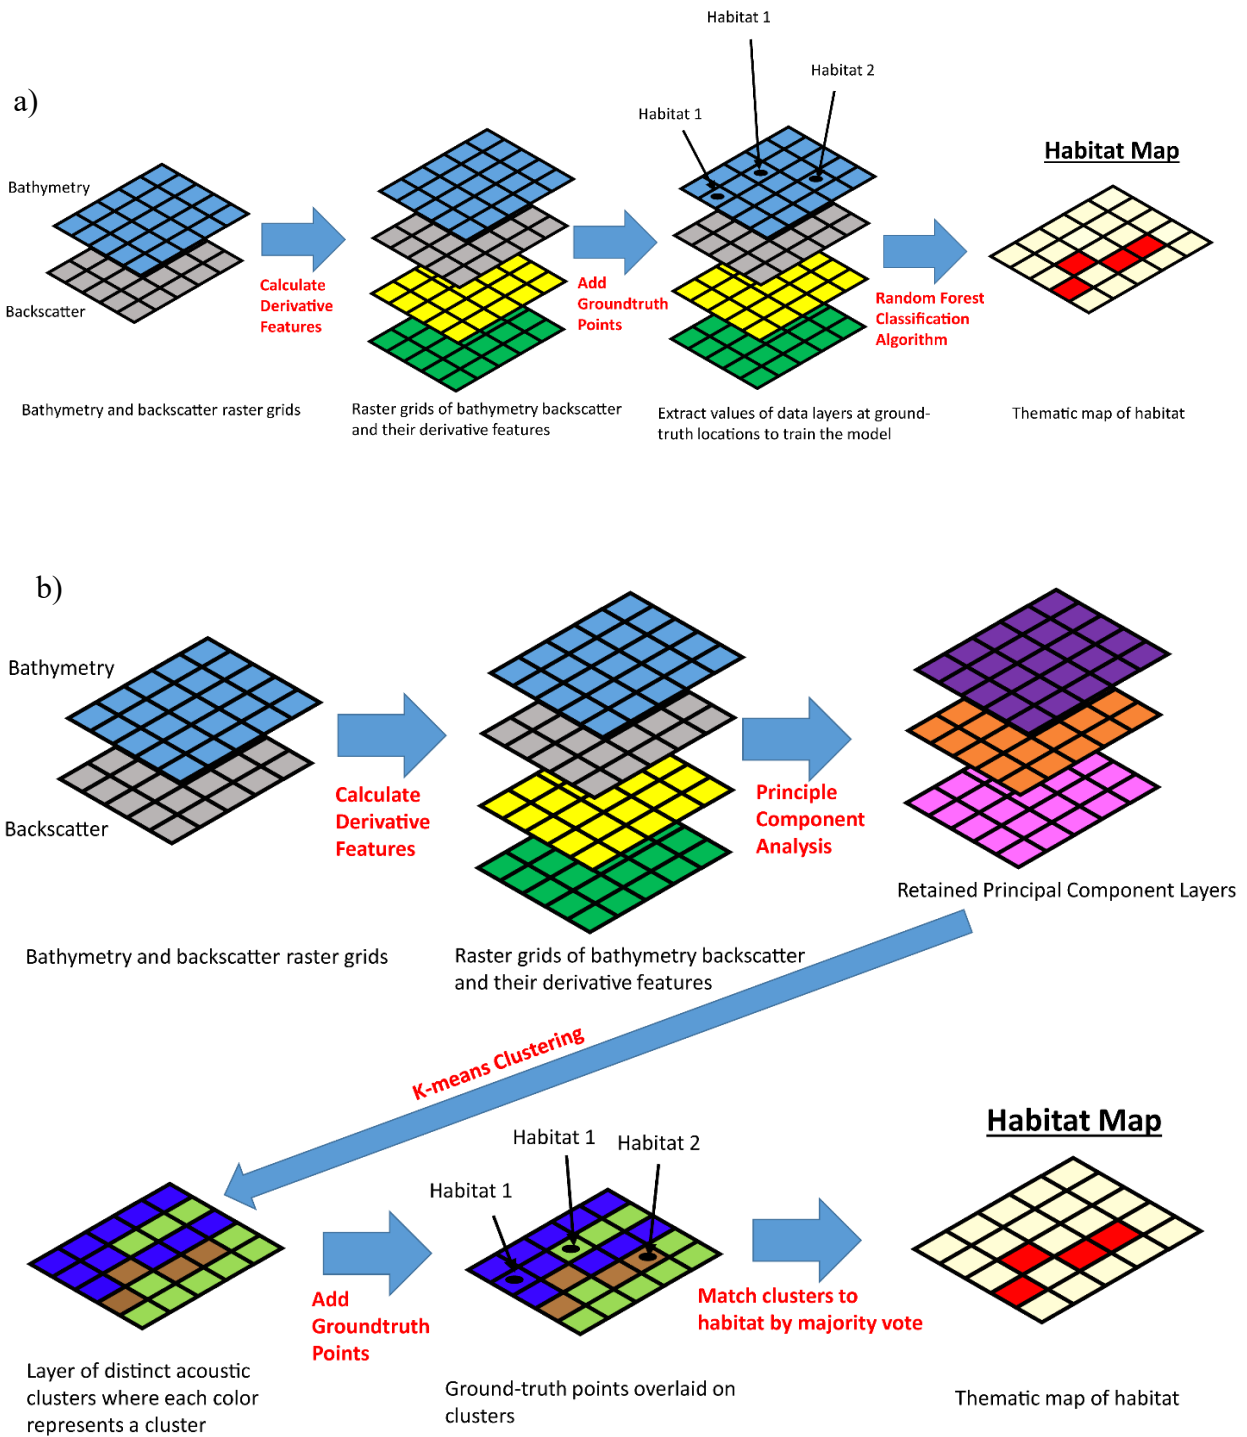 a)
Habitat 1
Habitat 2
Habitat 1
Bathymetry
Backscatter
Calculate
Derivative
Features
Add
Groundtruth
Points
Random Forest
Classification
Algorithm
Habitat Map
Bathymetry and backscatter raster grids
Raster grids of bathymetry backscatter
and their derivative features
Extract values of data layers at ground-
truth locations to train the model
Thematic map of habitat
b)
Bathymetry
Backscatter
Calculate
Derivative
Features
Principle
Component
Analysis
Retained Principal Component Layers
Bathymetry and backscatter raster grids
Raster grids of bathymetry backscatter
and their derivative features
K-means Clustering
Habitat 1
Habitat 2
Habitat 1
Habitat Map
Add
Groundtruth
Points
Match clusters to
habitat by majority vote
Layer of distinct acoustic
clusters where each color
represents a cluster
Ground-truth points overlaid on
clusters
Thematic map of habitat